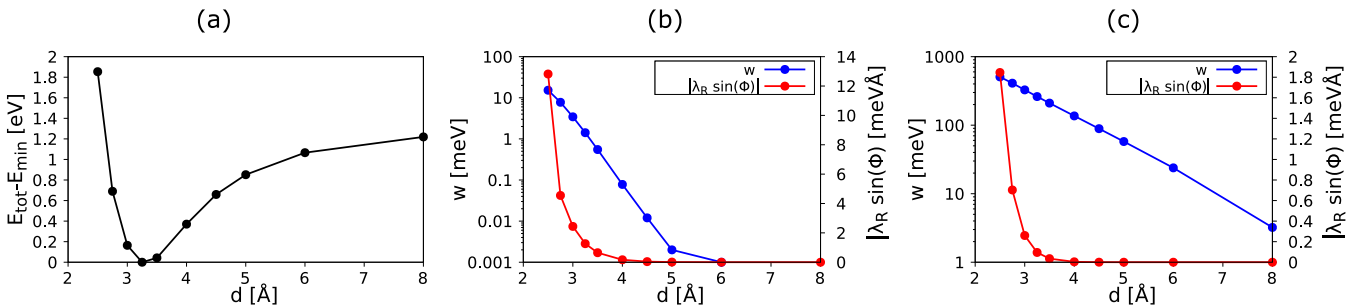 (a)
E_tot-E_min [eV]
2
1.8
1.6
1.4
1.2
1
0.8
0.6
0.4
0.2
0
2 3 4 5 6 7 8
d [Å]
(b)
w [meV]
100
10
1
0.1
0.01
0.001
w
|λ_R sin(Φ)|
14
12
10
8
6
4
2
0
|λ_R sin(Φ)| [meVÅ]
2 3 4 5 6 7 8
d [Å]
(c)
w [meV]
1000
100
10
1
w
|λ_R sin(Φ)|
2
1.8
1.6
1.4
1.2
1
0.8
0.6
0.4
0.2
0
|λ_R sin(Φ) [meVÅ]
2 3 4 5 6 7 8
d [Å]